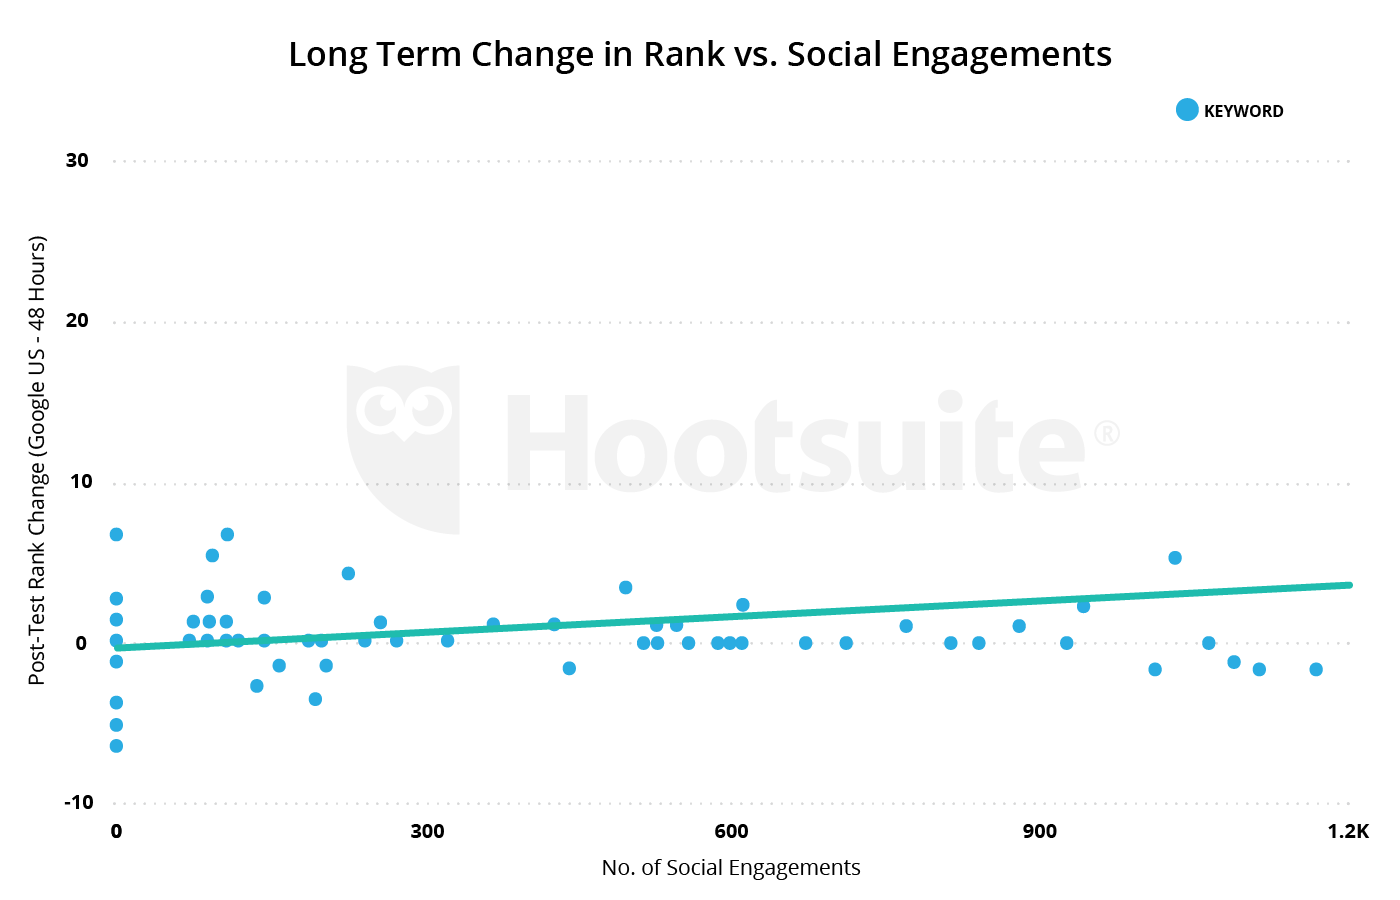 Long Term Change in Rank vs. Social Engagements
KEYWORD
Post-Test Rank Change (Google US - 48 Hours)
30
20
10
0
-10
Hootsuite®
0 300 600 900 1.2K
No. of Social Engagements